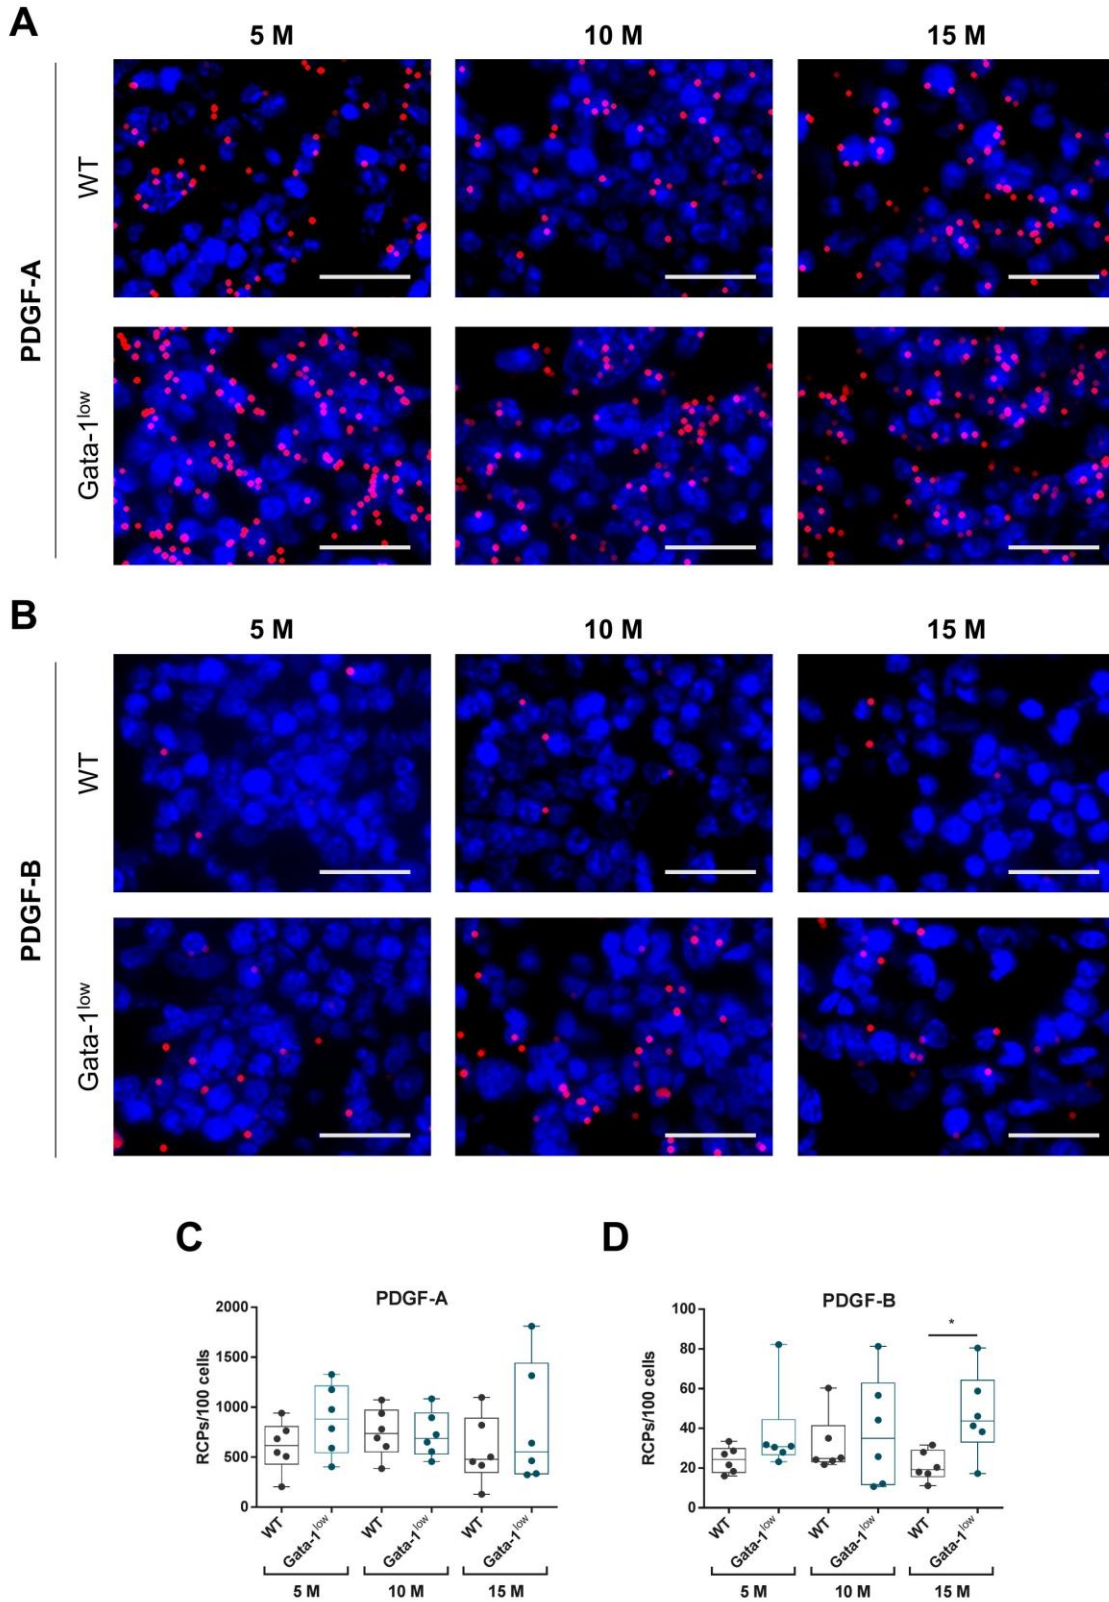 A
5 M 10 M 15 M
PDGF-A
WT
Gata-1low
B
5 M 10 M 15 M
PDGF-B
WT
Gata-1low
C
PDGF-A
RCPs/100 cells
2000
1500
1000
500
0
WT Gata-1low WT Gata-1low WT Gata-1low
5 M 10 M 15 M
D
PDGF-B
RCPs/100 cells
100
80
60
40
20
0
*
WT Gata-1low WT Gata-1low WT Gata-1low
5 M 10 M 15 M